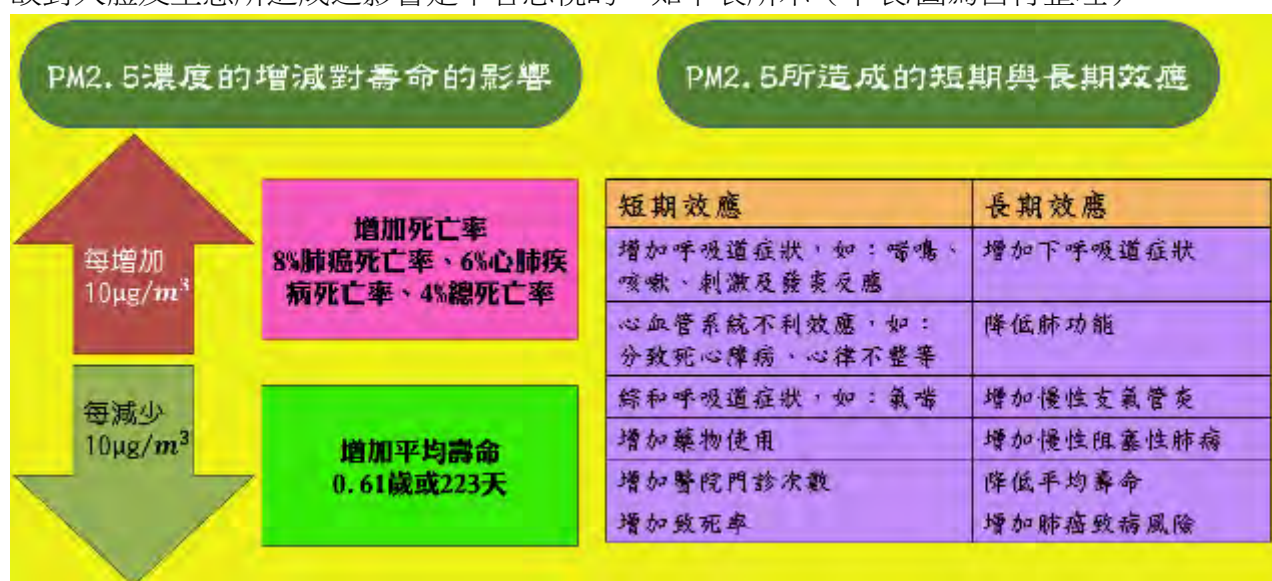 PM2.5濃度的增減對壽命的影響
PM2.5所造成的短期與長期效應
每增加
10μg/m³
增加死亡率
8%肺癌死亡率、6%心肺疾
病死亡率、4%總死亡率
每減少
10μg/m³
增加平均壽命
0.61歲或223天
短期效應
長期效應
增加呼吸道症狀，如：喘鳴、
咳嗽、刺激及發炎反應
增加下呼吸道症狀
心血管系統不利效應，如：
分致死心障病、心律不整等
降低肺功能
綜和呼吸道症狀，如：氣喘
增加慢性支氣管炎
增加藥物使用
增加慢性阻塞性肺病
增加醫院門診次數
降低平均壽命
增加致死率
增加肺癌致病風險